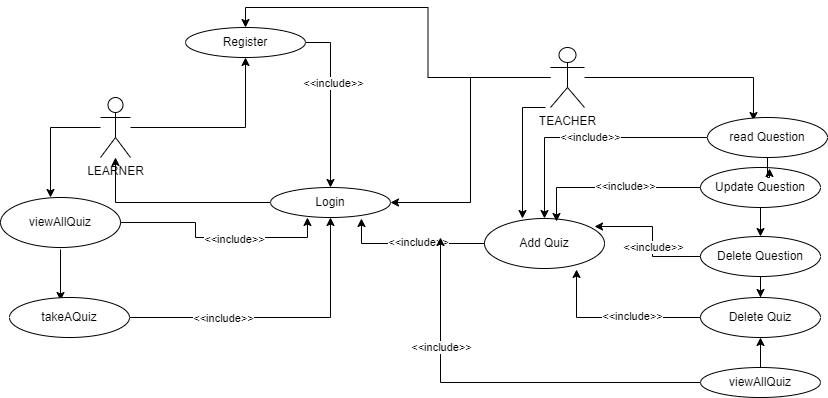 Register
<<include>>
TEACHER
<<include>>
read Question
LEARNER
<<include>>
Update Question
Login
viewAllQuiz
<<include>>
<<include>>
Add Quiz
<<include>>
Delete Question
takeAQuiz
<<include>>
<<include>>
Delete Quiz
<<include>>
viewAllQuiz